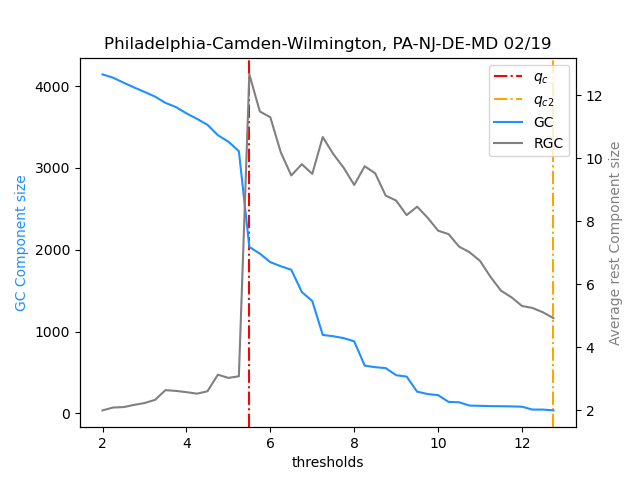 Philadelphia-Camden-Wilmington, PA-NJ-DE-MD 02/19
q_c
q_c2
GC
RGC
4000
3000
2000
1000
0
GC Component size
12
10
8
6
4
2
Average rest Component size
2 4 6 8 10 12
thresholds